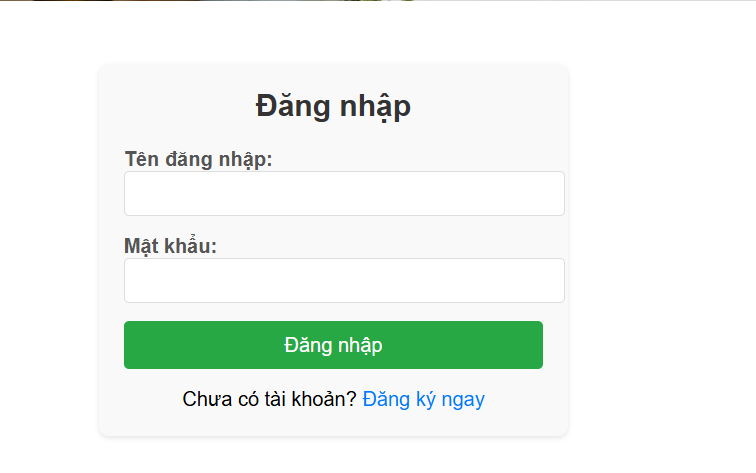 Đăng nhập
Tên đăng nhập:
Mật khẩu:
Đăng nhập
Chưa có tài khoản? Đăng ký ngay